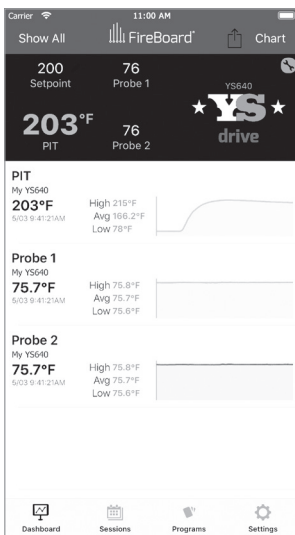 Carrier 11:00 AM
Show All FireBoard Chart
200 76
Setpoint Probe 1
YS640
203°F 76
PIT Probe 2
YS
drive
PIT
My YS640
203°F
5/03 9:41:21AM
High 215°F
Avg 166.2°F
Low 78°F
Probe 1
My YS640
75.7°F
5/03 9:41:21AM
High 75.8°F
Avg 75.7°F
Low 75.6°F
Probe 2
My YS640
75.7°F
5/03 9:41:21AM
High 75.8°F
Avg 75.7°F
Low 75.6°F
Dashboard Sessions Programs Settings